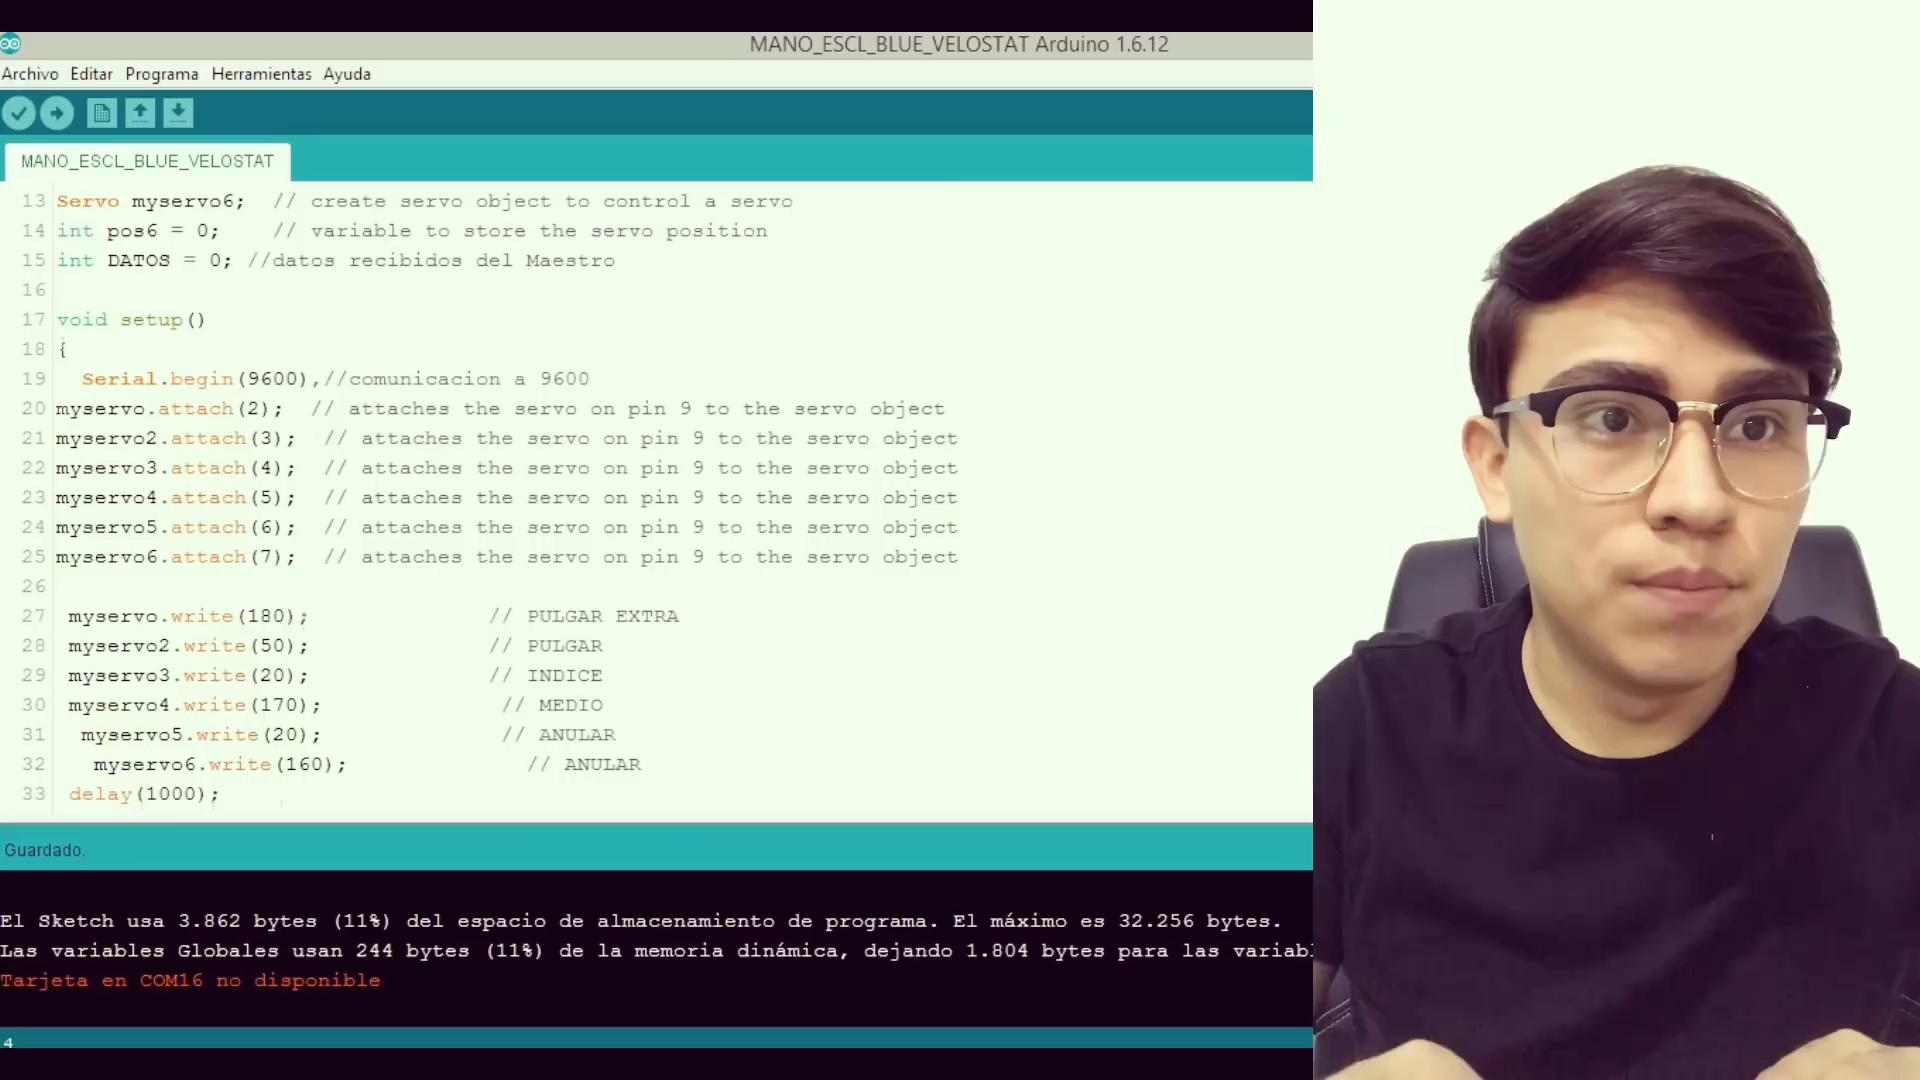 MANO_ESCL_BLUE_VELOSTAT Arduino 1.6.12
Archivo Editar Programa Herramientas Ayuda
MANO_ESCL_BLUE_VELOSTAT
13 Servo myservo6;  // create servo object to control a servo
14 int pos6 = 0;    // variable to store the servo position
15 int DATOS = 0; //datos recibidos del Maestro
16
17 void setup()
18 {
19   Serial.begin(9600),//comunicacion a 9600
20 myservo.attach(2);  // attaches the servo on pin 9 to the servo object
21 myservo2.attach(3);  // attaches the servo on pin 9 to the servo object
22 myservo3.attach(4);  // attaches the servo on pin 9 to the servo object
23 myservo4.attach(5);  // attaches the servo on pin 9 to the servo object
24 myservo5.attach(6);  // attaches the servo on pin 9 to the servo object
25 myservo6.attach(7);  // attaches the servo on pin 9 to the servo object
26
27  myservo.write(180);               // PULGAR EXTRA
28  myservo2.write(50);               // PULGAR
29  myservo3.write(20);               // INDICE
30  myservo4.write(170);               // MEDIO
31   myservo5.write(20);               // ANULAR
32    myservo6.write(160);               // ANULAR
33  delay(1000);
Guardado.
El Sketch usa 3.862 bytes (11%) del espacio de almacenamiento de programa. El máximo es 32.256 bytes.
Las variables Globales usan 244 bytes (11%) de la memoria dinámica, dejando 1.804 bytes para las variabl
Tarjeta en COM16 no disponible
4